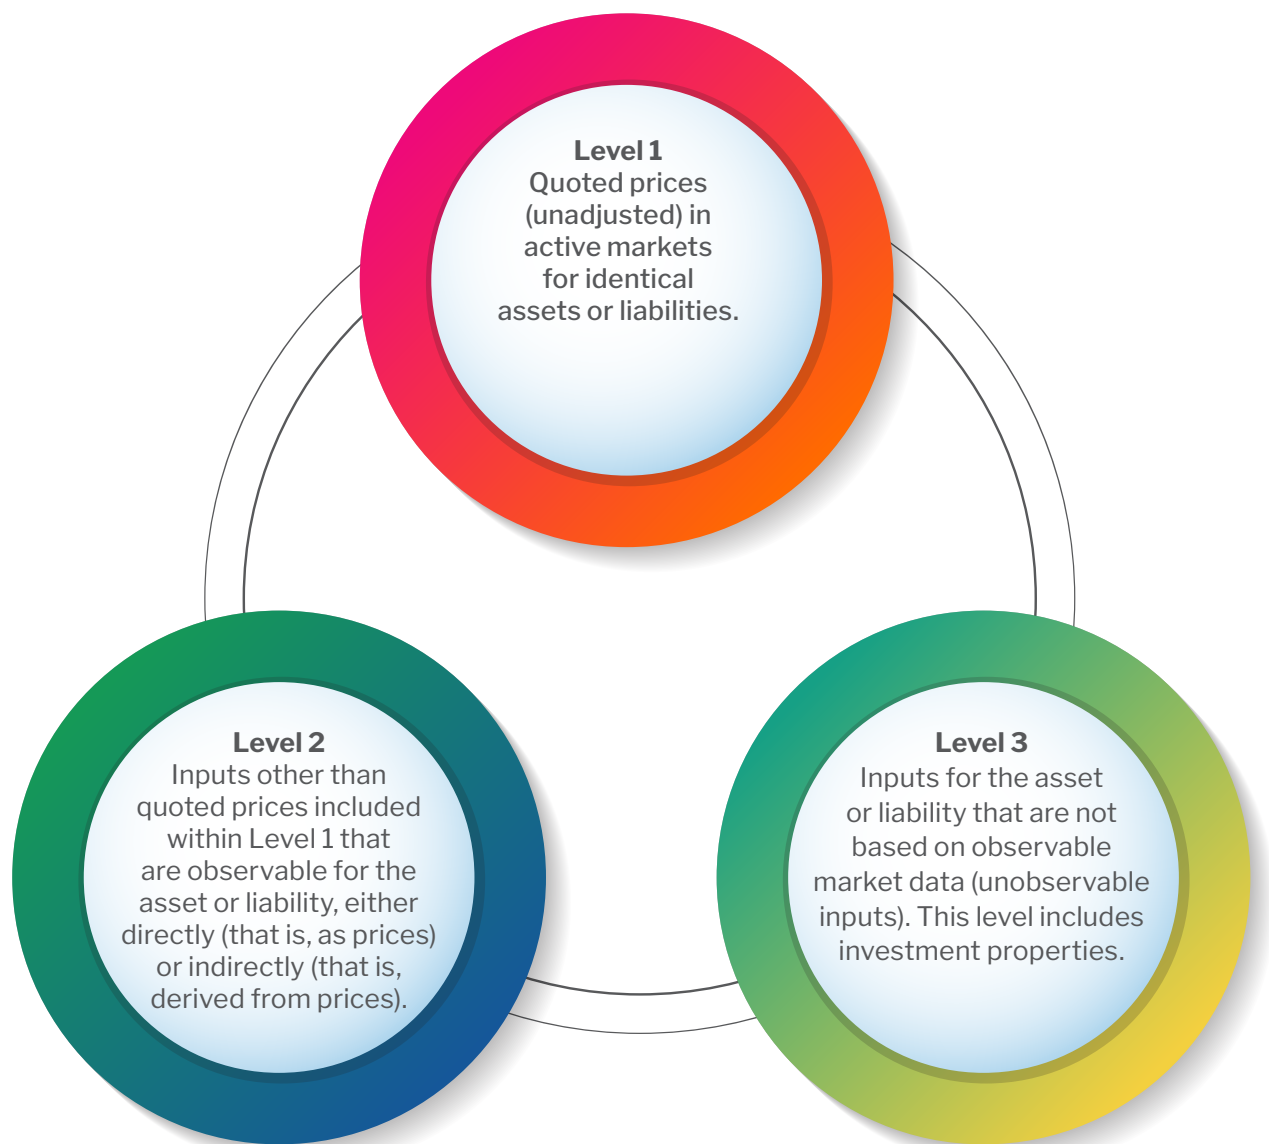 Level 1
Quoted prices
(unadjusted) in
active markets
for identical
assets or liabilities.
Level 2
Inputs other than
quoted prices included
within Level 1 that
are observable for the
asset or liability, either
directly (that is, as prices)
or indirectly (that is,
derived from prices).
Level 3
Inputs for the asset
or liability that are not
based on observable
market data (unobservable
inputs). This level includes
investment properties.